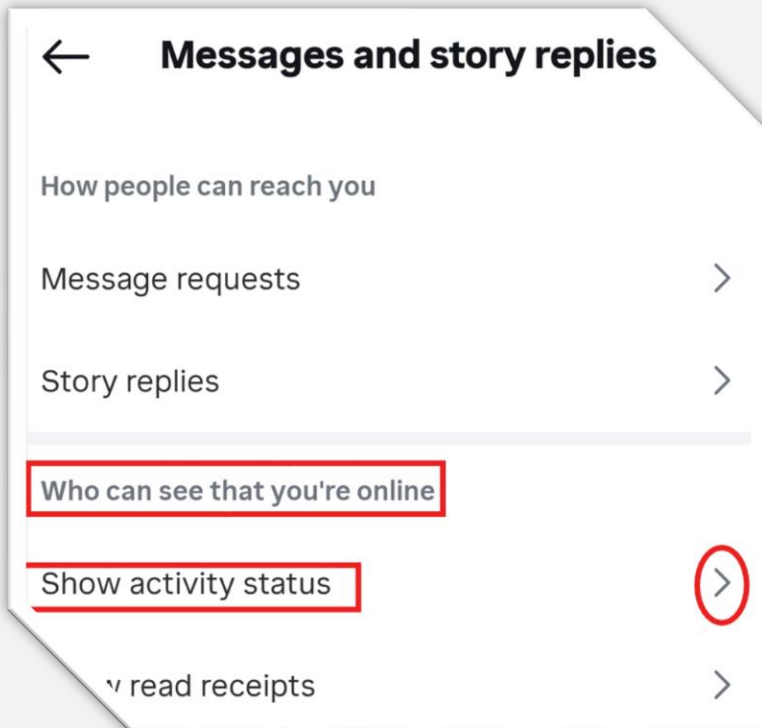 Messages and story replies
How people can reach you
Message requests
Story replies
Who can see that you're online
Show activity status
read receipts